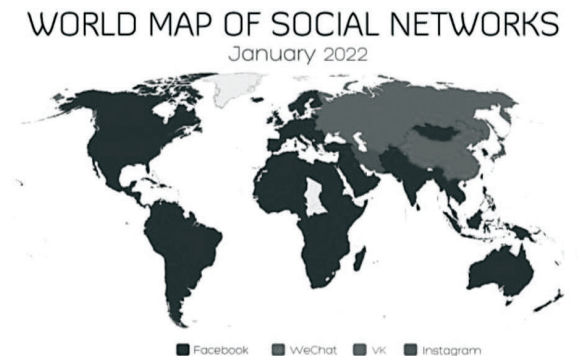 WORLD MAP OF SOCIAL NETWORKS
January 2022
Facebook WeChat VK Instagram